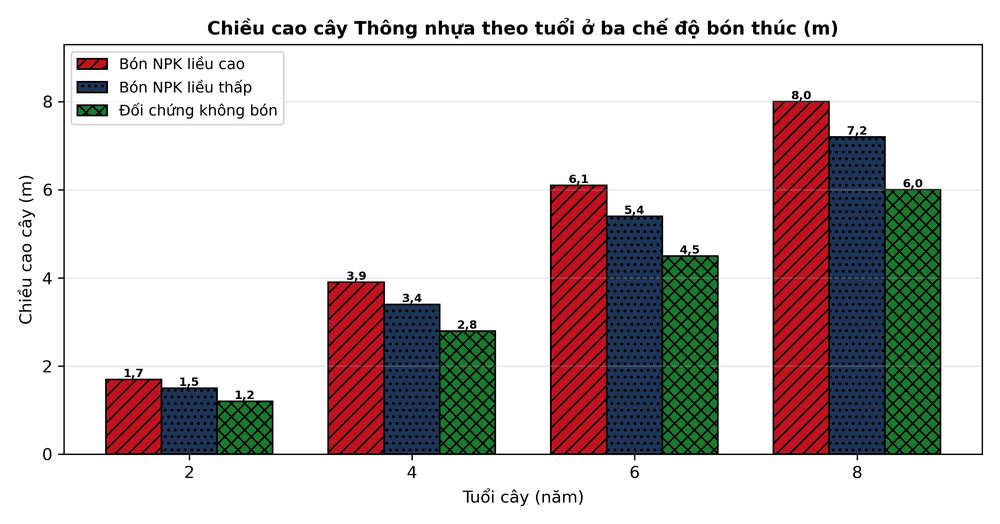 Chiều cao cây Thông nhựa theo tuổi ở ba chế độ bón thúc (m)
Bón NPK liều cao
Bón NPK liều thấp
Đối chứng không bón
Chiều cao cây (m)
8
6
4
2
0
1,7
1,5
1,2
3,9
3,4
2,8
6,1
5,4
4,5
8,0
7,2
6,0
2 4 6 8
Tuổi cây (năm)